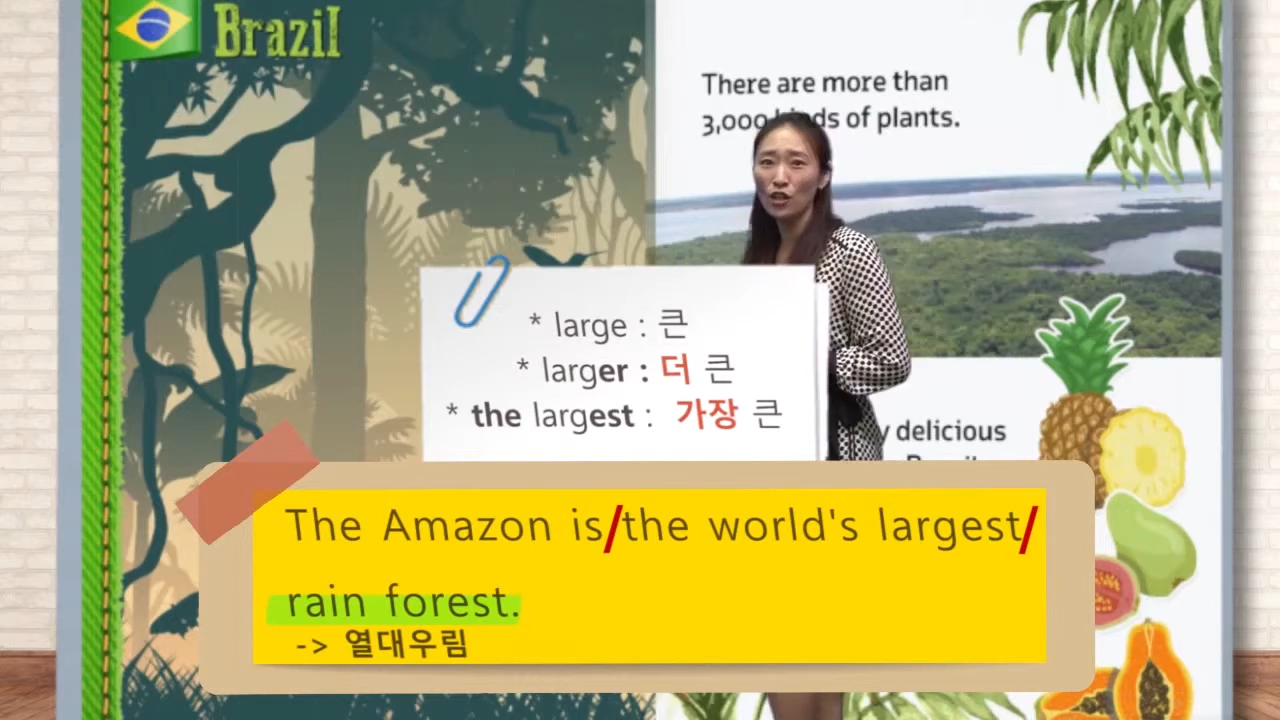 Brazil
There are more than
3,000 kinds of plants.
* large : 큰
* larger : 더 큰
* the largest : 가장 큰
delicious
The Amazon is/the world's largest/
rain forest.
-> 열대우림